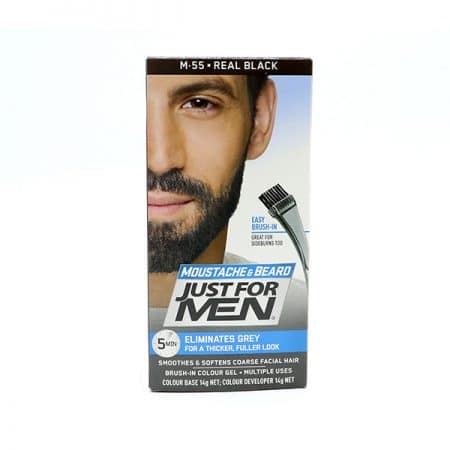 M-55 • REAL BLACK
EASY
BRUSH-IN
GREAT FOR
SIDEBURNS TOO
MOUSTACHE & BEARD
JUST FOR
MEN®
5 MIN
ELIMINATES GREY
FOR A THICKER, FULLER LOOK
SMOOTHES & SOFTENS COARSE FACIAL HAIR
BRUSH-IN COLOUR GEL • MULTIPLE USES
COLOUR BASE 14g NET; COLOUR DEVELOPER 14g NET